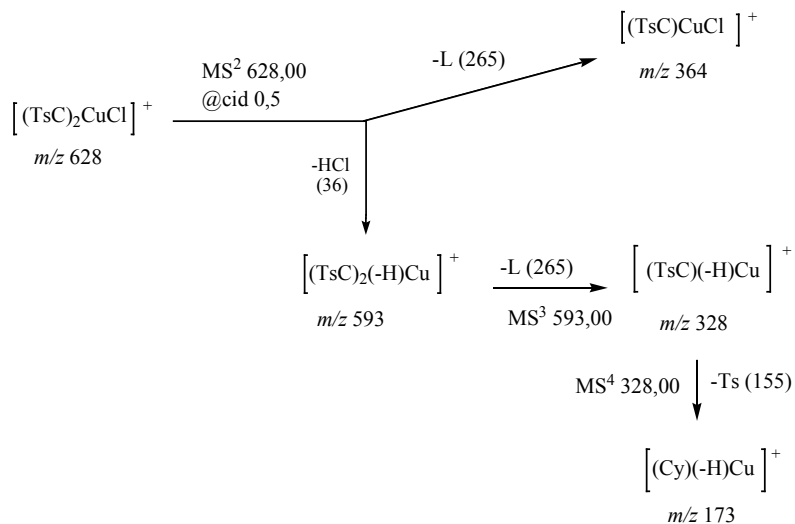 [(TsC)CuCl]⁺
m/z 364
-L (265)
MS² 628,00
@cid 0,5
[(TsC)₂CuCl]⁺
m/z 628
-HCl
(36)
[(TsC)₂(-H)Cu]⁺
m/z 593
-L (265)
MS³ 593,00
[(TsC)(-H)Cu]⁺
m/z 328
MS⁴ 328,00
-Ts (155)
[(Cy)(-H)Cu]⁺
m/z 173